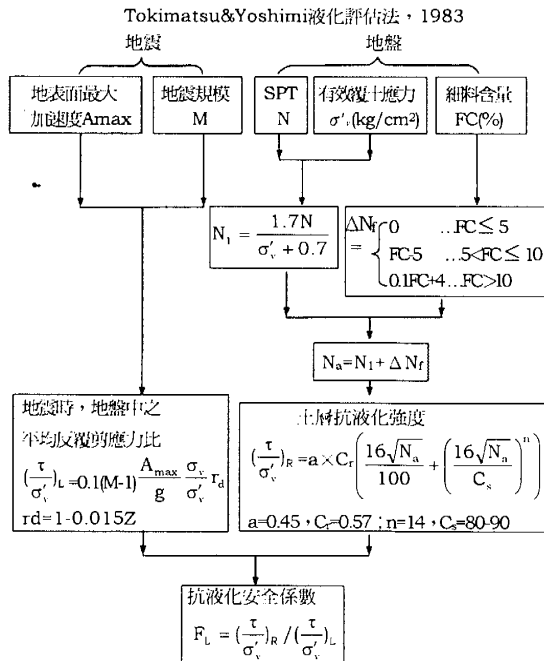 Tokimatsu&Yoshimi液化評估法，1983
地震
地盤
地表面最大
加速度Amax
地震規模
M
SPT
N
有效覆土應力
σ'ᵥ(kg/cm²)
細料含量
FC(%)
N₁ = 1.7N / (σ'ᵥ + 0.7)
ΔNf = { 0 ...FC≤ 5
FC-5 ...5<FC≤ 10
0.1FC+4...FC>10
Nₐ=N₁+ ΔNf
地震時，地盤中之
平均反覆剪應力比
(τ/σ'ᵥ)L=0.1(M-1) Amax/g σᵥ/σ'ᵥ rd
rd=1-0.015Z
土層抗液化強度
(τ/σ'ᵥ)R=a×Cr(16√Nₐ/100 + (16√Nₐ/Cs)ⁿ)
a=0.45，Cr=0.57；n=14，Cs=80-90
抗液化安全係數
FL = (τ/σ'ᵥ)R /(τ/σ'ᵥ)L